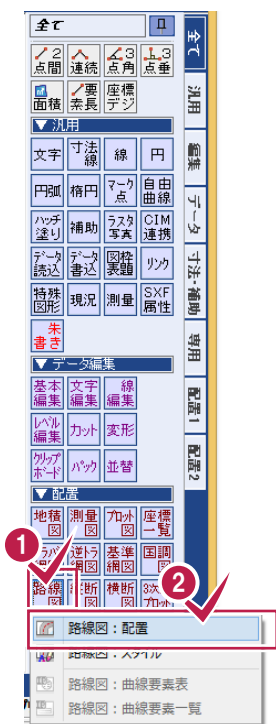 全て
2点間 連続 3点角 3点垂
面積 要素長 座標デジ
▼ 汎用
文字 寸法線 線 円
円弧 楕円 マーク点 自由曲線
ハッチ塗り 補助 ラスタ写真 CIM連携
データ読込 データ書込 図枠表題 リンク
特殊図形 現況 測量 SXF属性
朱書き
▼ データ編集
基本編集 文字編集 線編集
レベル編集 カット 変形
クリップボード パック 並替
▼ 配置
地積図 測量図 プロット図 座標一覧
逆トラ網図 基準網図 国調図
路線図 縦断図 横断図
1
2
路線図：配置
路線図：スタイル
路線図：曲線要素表
路線図：曲線要素一覧
全て
汎用
編集
データ
寸法・補助
専用
配置1
配置2